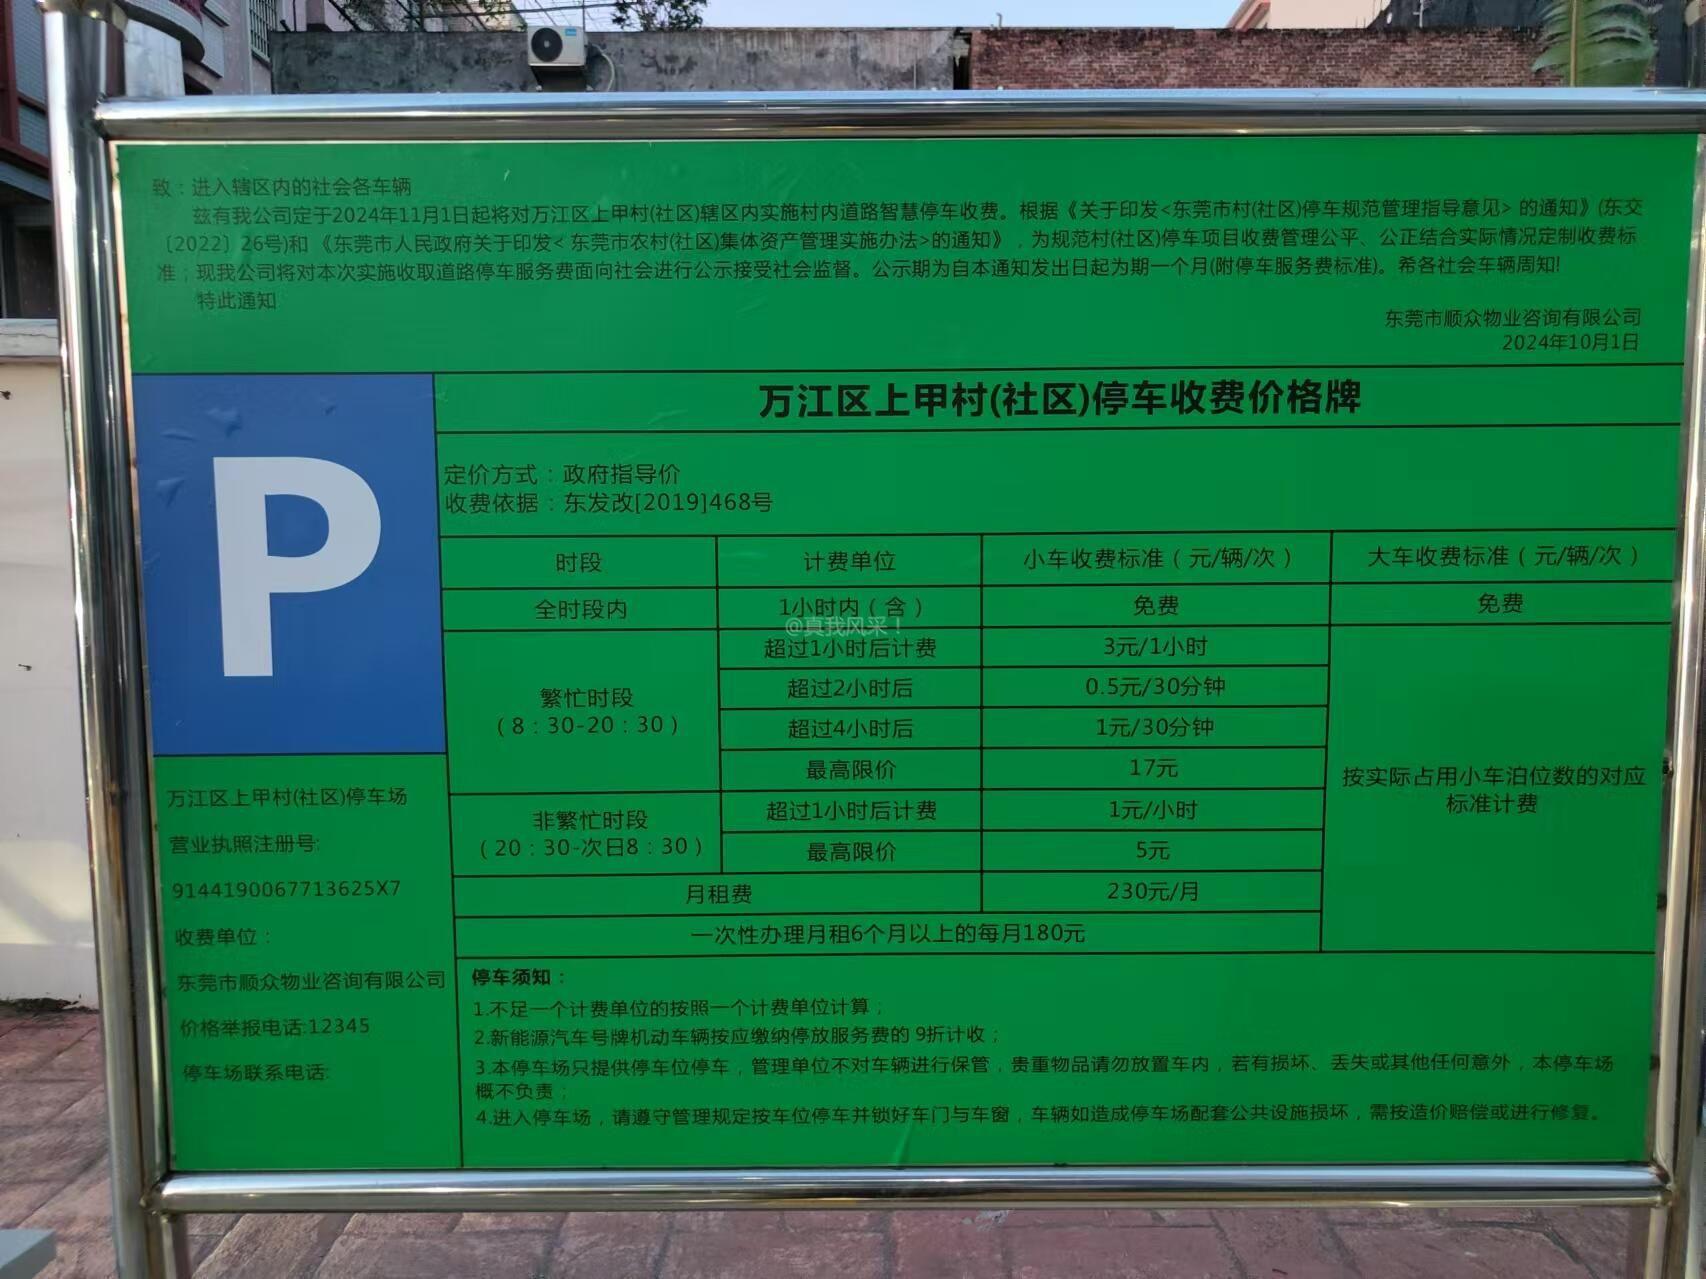 致：进入辖区内的社会各车辆
兹有我公司定于2024年11月1日起将对万江区上甲村(社区)辖区内实施村内道路智慧停车收费。根据《关于印发<东莞市村(社区)停车规范管理指导意见> 的通知》(东交
〔2022〕26号)和 《东莞市人民政府关于印发< 东莞市农村(社区)集体资产管理实施办法>的通知》，为规范村(社区)停车项目收费管理公平、公正结合实际情况定制收费标
准；现我公司将对本次实施收取道路停车服务费面向社会进行公示接受社会监督。公示期为自本通知发出日起为期一个月(附停车服务费标准)。希各社会车辆周知!
特此通知
东莞市顺众物业咨询有限公司
2024年10月1日
P
万江区上甲村(社区)停车收费价格牌
定价方式：政府指导价
收费依据：东发改[2019]468号
时段 计费单位 小车收费标准（元/辆/次） 大车收费标准（元/辆/次）
全时段内 1小时内（含） 免费 免费
@真我风采！
繁忙时段
（8：30-20：30）
超过1小时后计费 3元/1小时
超过2小时后 0.5元/30分钟
超过4小时后 1元/30分钟
最高限价 17元
非繁忙时段
（20：30-次日8：30）
超过1小时后计费 1元/小时
最高限价 5元
按实际占用小车泊位数的对应
标准计费
月租费 230元/月
一次性办理月租6个月以上的每月180元
万江区上甲村(社区)停车场
营业执照注册号:
9144190067713625X7
收费单位：
东莞市顺众物业咨询有限公司
价格举报电话:12345
停车场联系电话:
停车须知：
1.不足一个计费单位的按照一个计费单位计算；
2.新能源汽车号牌机动车辆按应缴纳停放服务费的 9折计收；
3.本停车场只提供停车位停车，管理单位不对车辆进行保管，贵重物品请勿放置车内，若有损坏、丢失或其他任何意外，本停车场
概不负责；
4.进入停车场，请遵守管理规定按车位停车并锁好车门与车窗，车辆如造成停车场配套公共设施损坏，需按造价赔偿或进行修复。